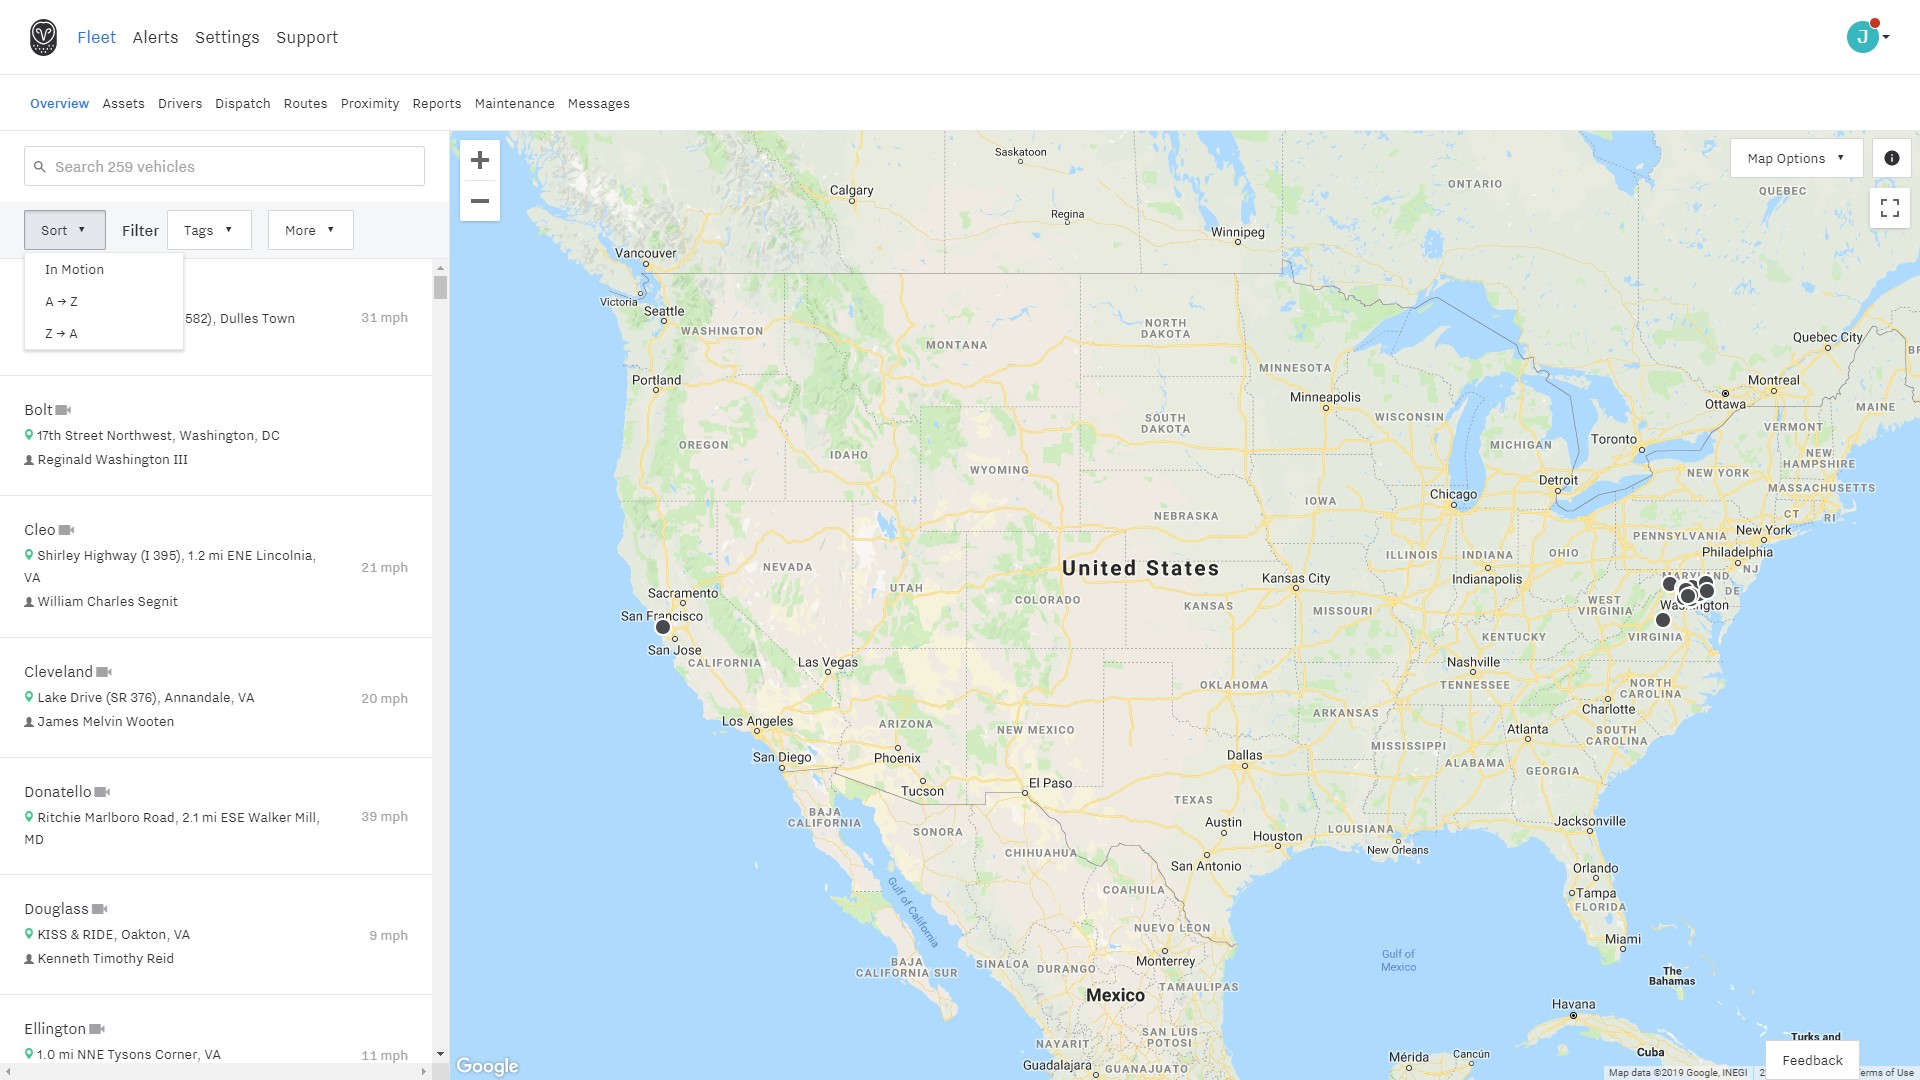 Fleet Alerts Settings Support
J
Overview Assets Drivers Dispatch Routes Proximity Reports Maintenance Messages
Search 259 vehicles
Sort ▼ Filter Tags ▼ More ▼
In Motion
A → Z
Z → A
582), Dulles Town
31 mph
Bolt
17th Street Northwest, Washington, DC
Reginald Washington III
Cleo
Shirley Highway (I 395), 1.2 mi ENE Lincolnia,
VA
21 mph
William Charles Segnit
Cleveland
Lake Drive (SR 376), Annandale, VA
20 mph
James Melvin Wooten
Donatello
Ritchie Marlboro Road, 2.1 mi ESE Walker Mill,
MD
39 mph
Douglass
KISS & RIDE, Oakton, VA
9 mph
Kenneth Timothy Reid
Ellington
1.0 mi NNE Tysons Corner, VA
11 mph
Map Options ▼
Saskatoon
Calgary
Regina
Winnipeg
ONTARIO
QUEBEC
Vancouver
Victoria
Seattle
WASHINGTON
MONTANA
NORTH
DAKOTA
MINNESOTA
Quebec City
Portland
Minneapolis
Montreal
Ottawa
MAINE
OREGON
IDAHO
WYOMING
SOUTH
DAKOTA
WISCONSIN
MICHIGAN
Toronto
VERMONT
NEW
HAMPSHIRE
NEW YORK
MASSACHUSETTS
CT
RI
Detroit
Chicago
IOWA
NEBRASKA
New York
PENNSYLVANIA
Philadelphia
NJ
ILLINOIS
INDIANA
OHIO
Indianapolis
NEVADA
UTAH
United States
COLORADO
Kansas City
KANSAS
MISSOURI
MARYLAND
DE
WEST
VIRGINIA
Washington
VIRGINIA
KENTUCKY
Sacramento
San Francisco
San Jose
CALIFORNIA
Las Vegas
Nashville
TENNESSEE
OKLAHOMA
ARKANSAS
NORTH
CAROLINA
Charlotte
Los Angeles
ARIZONA
NEW MEXICO
San Diego
Phoenix
Tucson
El Paso
Dallas
MISSISSIPPI
Atlanta
SOUTH
CAROLINA
ALABAMA
GEORGIA
BAJA
CALIFORNIA
SONORA
CHIHUAHUA
TEXAS
Austin
Houston
San Antonio
LOUISIANA
New Orleans
Jacksonville
Orlando
Tampa
FLORIDA
Miami
Gulf of California
COAHUILA
NUEVO LEON
Monterrey
BAJA
CALIFORNIA SUR
SINALOA
DURANGO
TAMAULIPAS
Mexico
Gulf of
Mexico
The
Bahamas
Havana
Cuba
Turks and
SAN LUIS
POTOSI
NAYARIT
Guadalajara
GUANAJUATO
Mérida
Cancún
Google
Map data ©2019 Google, INEGI
erms of Use
Feedback